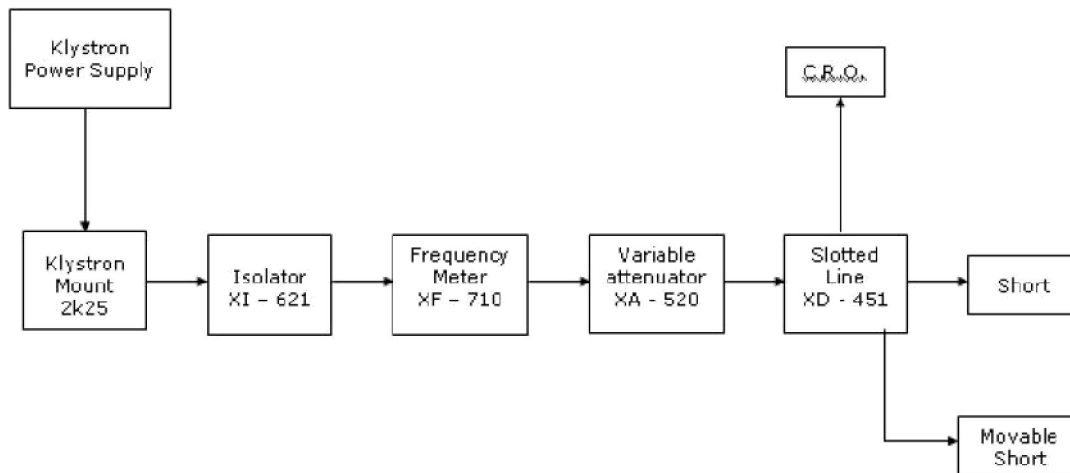 Klystron
Power Supply
C.R.O.
Klystron
Mount
2k25
Isolator
XI – 621
Frequency
Meter
XF – 710
Variable
attenuator
XA - 520
Slotted
Line
XD - 451
Short
Movable
Short